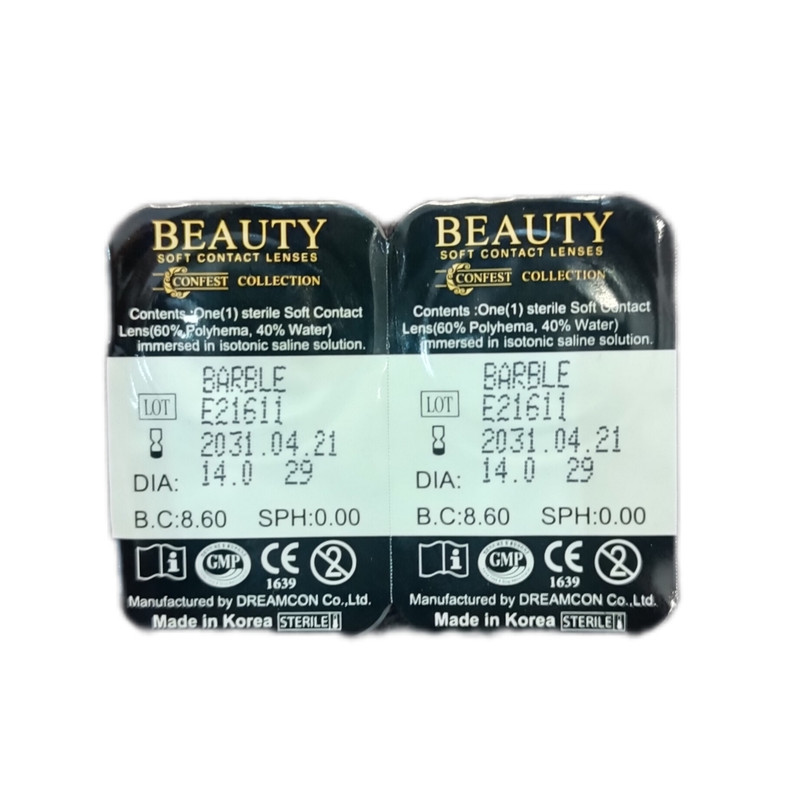 BEAUTY
SOFT CONTACT LENSES
CONFEST COLLECTION
Contents :One(1) sterile Soft Contact
Lens(60% Polyhema, 40% Water)
immersed in isotonic saline solution.
BARBLE
LOT E21611
2031.04.21
DIA: 14.0 29
B.C:8.60 SPH:0.00
GMP CE 1639 2
Manufactured by DREAMCON Co.,Ltd.
Made in Korea STERILE
BEAUTY
SOFT CONTACT LENSES
CONFEST COLLECTION
Contents :One(1) sterile Soft Contact
Lens(60% Polyhema, 40% Water)
immersed in isotonic saline solution.
BARBLE
LOT E21611
2031.04.21
DIA: 14.0 29
B.C:8.60 SPH:0.00
GMP CE 1639 2
Manufactured by DREAMCON Co.,Ltd.
Made in Korea STERILE